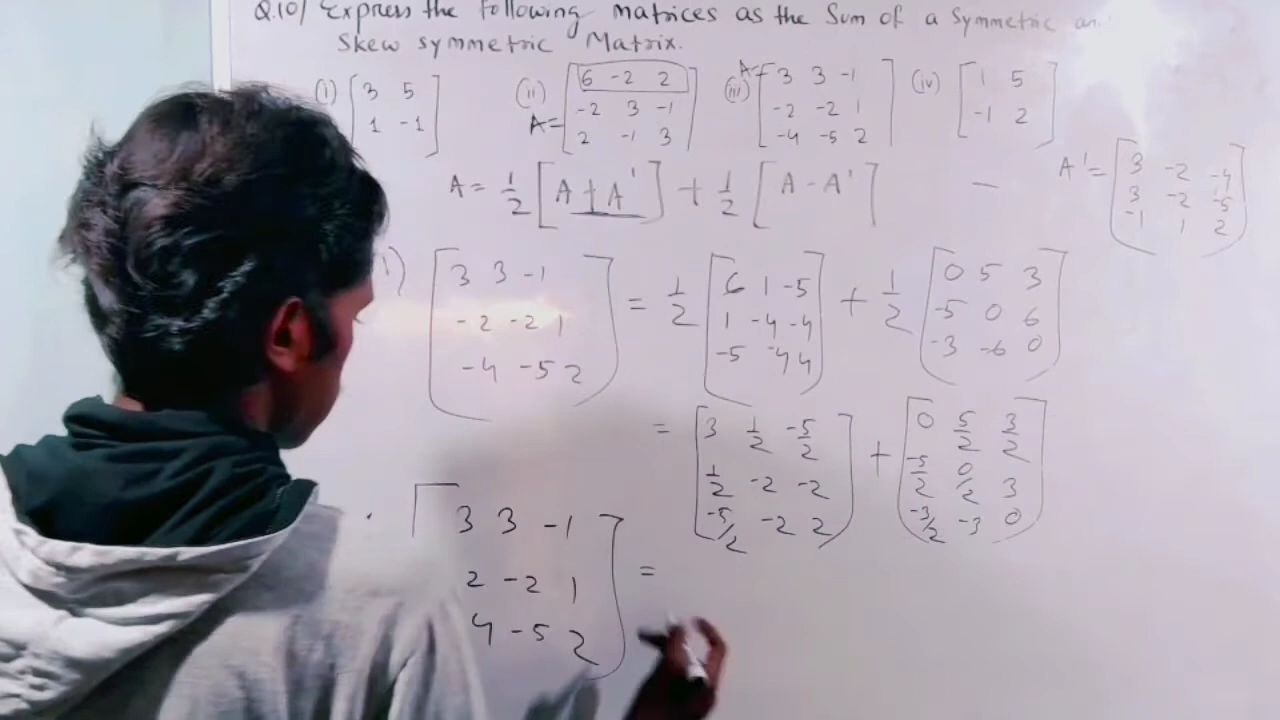 Q.10) Express the following matrices as the Sum of a Symmetric an
Skew symmetric Matrix.
(i) [3 5
1 -1] (ii) A = [6 -2 2
-2 3 -1
2 -1 3] (iii) A = [3 3 -1
-2 -2 1
-4 -5 2] (iv) [1 5
-1 2]
A = 1/2 [A + A'] + 1/2 [A - A'] —
A' = [3 -2 -4
3 -2 -5
-1 1 2]
) [3 3 -1
-2 -2 1
-4 -5 2] = 1/2 [6 1 -5
1 -4 -4
-5 -4 4] + 1/2 [0 5 3
-5 0 6
-3 -6 0]
= [3 1/2 -5/2
1/2 -2 -2
-5/2 -2 2] + [0 5/2 3/2
-5/2 0/2 3
-3/2 -3 0]
. [3 3 -1
2 -2 1
4 -5 2] =